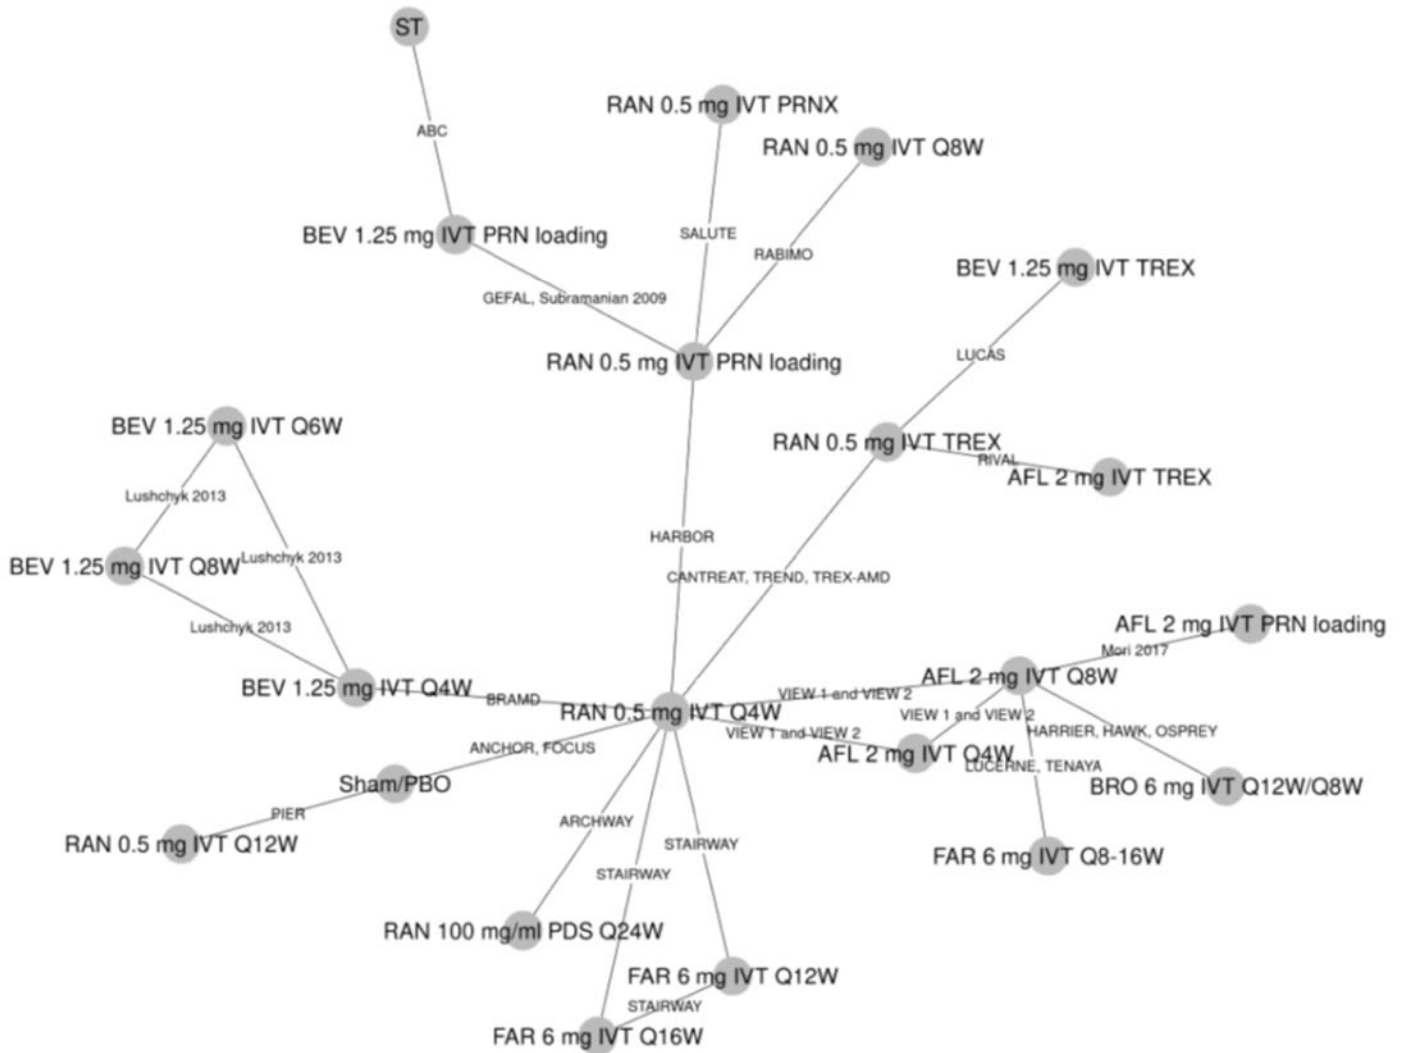 ST
RAN 0.5 mg IVT PRNX
ABC
RAN 0.5 mg IVT Q8W
SALUTE
BEV 1.25 mg IVT PRN loading
RABIMO
BEV 1.25 mg IVT TREX
GEFAL, Subramanian 2009
LUCAS
RAN 0.5 mg IVT PRN loading
BEV 1.25 mg IVT Q6W
RAN 0.5 mg IVT TREX
RIVAL
AFL 2 mg IVT TREX
Lushchyk 2013
HARBOR
Lushchyk 2013
BEV 1.25 mg IVT Q8W
CANTREAT, TREND, TREX-AMD
Lushchyk 2013
AFL 2 mg IVT PRN loading
Mori 2017
AFL 2 mg IVT Q8W
BEV 1.25 mg IVT Q4W
BRAMD
VIEW 1 and VIEW 2
RAN 0.5 mg IVT Q4W
VIEW 1 and VIEW 2
VIEW 1 and VIEW 2
HARRIER, HAWK, OSPREY
ANCHOR, FOCUS
AFL 2 mg IVT Q4W
LUCERNE, TENAYA
Sham/PBO
BRO 6 mg IVT Q12W/Q8W
PIER
ARCHWAY
RAN 0.5 mg IVT Q12W
STAIRWAY
FAR 6 mg IVT Q8-16W
STAIRWAY
RAN 100 mg/ml PDS Q24W
FAR 6 mg IVT Q12W
STAIRWAY
FAR 6 mg IVT Q16W